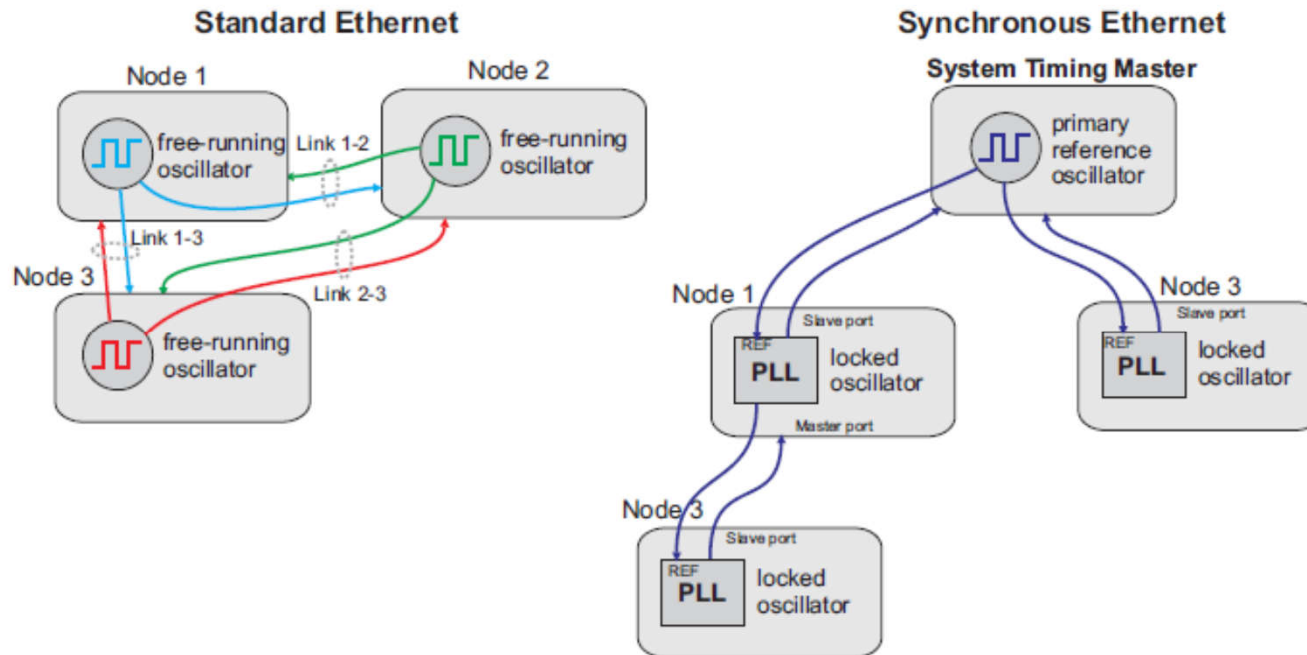 Standard Ethernet
Node 1
free-running
oscillator
Link 1-2
Node 2
free-running
oscillator
Link 1-3
Node 3
Link 2-3
free-running
oscillator
Synchronous Ethernet
System Timing Master
primary
reference
oscillator
Node 1
Slave port
REF
PLL
locked
oscillator
Master port
Node 3
Slave port
REF
PLL
locked
oscillator
Node 3
Slave port
REF
PLL
locked
oscillator